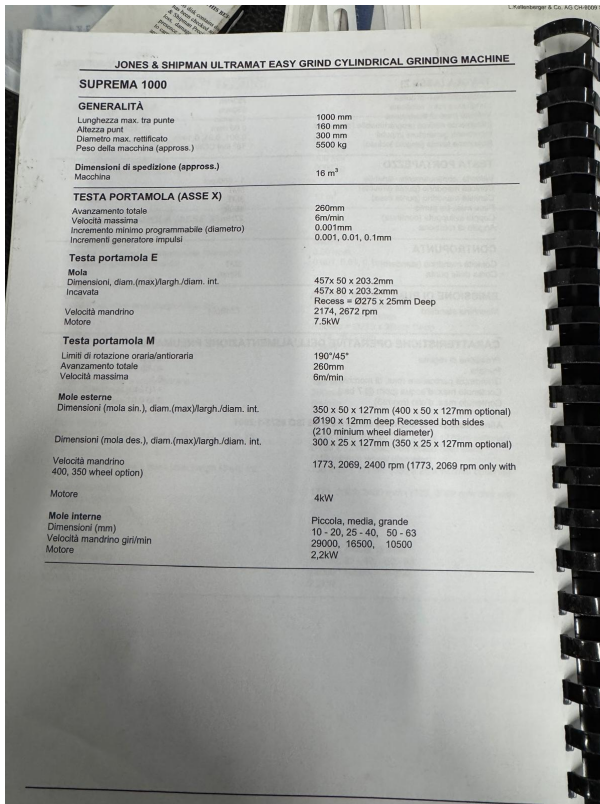 L.Kellenberger & Co. AG CH-9009
JONES & SHIPMAN ULTRAMAT EASY GRIND CYLINDRICAL GRINDING MACHINE
SUPREMA 1000
GENERALITÀ
Lunghezza max. tra punte 1000 mm
Altezza punt 160 mm
Diametro max. rettificato 300 mm
Peso della macchina (appross.) 5500 kg
Dimensioni di spedizione (appross.)
Macchina 16 m³
TESTA PORTAMOLA (ASSE X)
Avanzamento totale 260mm
Velocità massima 6m/min
Incremento minimo programmabile (diametro) 0.001mm
Incrementi generatore impulsi 0.001, 0.01, 0.1mm
Testa portamola E
Mola
Dimensioni, diam.(max)/largh./diam. int. 457x 50 x 203.2mm
Incavata 457x 80 x 203.2xmm
Recess = Ø275 x 25mm Deep
Velocità mandrino 2174, 2672 rpm
Motore 7.5kW
Testa portamola M
Limiti di rotazione oraria/antioraria 190°/45°
Avanzamento totale 260mm
Velocità massima 6m/min
Mole esterne
Dimensioni (mola sin.), diam.(max)/largh./diam. int. 350 x 50 x 127mm (400 x 50 x 127mm optional)
Ø190 x 12mm deep Recessed both sides
(210 minium wheel diameter)
Dimensioni (mola des.), diam.(max)/largh./diam. int. 300 x 25 x 127mm (350 x 25 x 127mm optional)
Velocità mandrino 1773, 2069, 2400 rpm (1773, 2069 rpm only with
400, 350 wheel option)
Motore 4kW
Mole interne Piccola, media, grande
Dimensioni (mm) 10 - 20, 25 - 40, 50 - 63
Velocità mandrino giri/min 29000, 16500, 10500
Motore 2,2kW